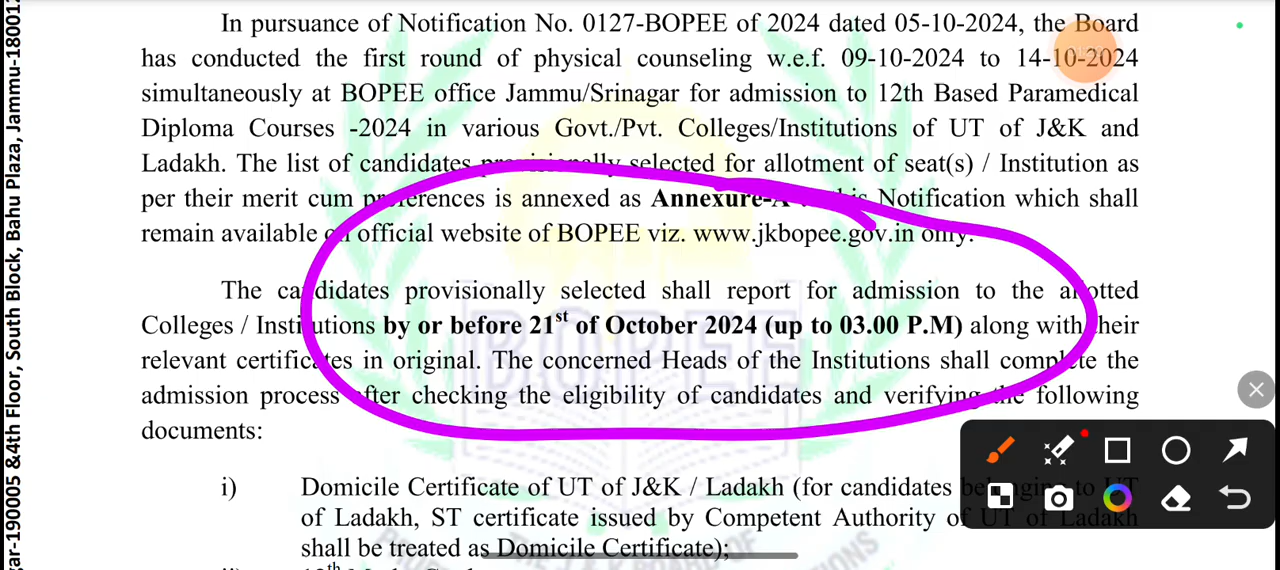 In pursuance of Notification No. 0127-BOPEE of 2024 dated 05-10-2024, the Board
has conducted the first round of physical counseling w.e.f. 09-10-2024 to 14-10-2024
simultaneously at BOPEE office Jammu/Srinagar for admission to 12th Based Paramedical
Diploma Courses -2024 in various Govt./Pvt. Colleges/Institutions of UT of J&K and
Ladakh. The list of candidates provisionally selected for allotment of seat(s) / Institution as
per their merit cum preferences is annexed as Annexure-A this Notification which shall
remain available on official website of BOPEE viz. www.jkbopee.gov.in only.
The candidates provisionally selected shall report for admission to the allotted
Colleges / Institutions by or before 21st of October 2024 (up to 03.00 P.M) along with their
relevant certificates in original. The concerned Heads of the Institutions shall complete the
admission process after checking the eligibility of candidates and verifying the following
documents:
i) Domicile Certificate of UT of J&K / Ladakh (for candidates belonging to UT
of Ladakh, ST certificate issued by Competent Authority of UT of Ladakh
shall be treated as Domicile Certificate);
4th Floor, South Block, Bahu Plaza, Jammu-18001
BOPEE